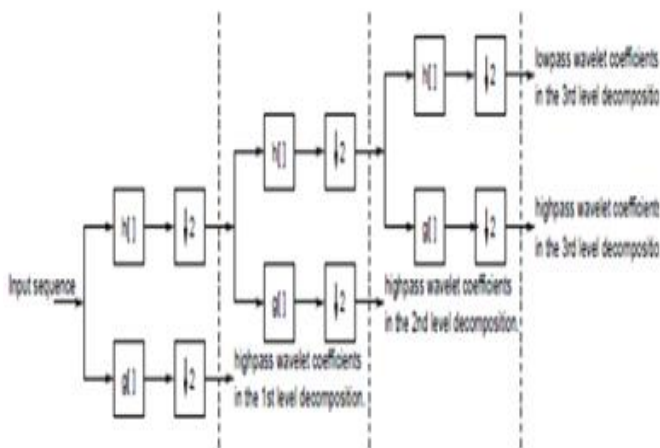 h[ ]
↓2
lowpass wavelet coefficients
in the 3rd level decompositio
h[ ]
↓2
g[ ]
↓2
highpass wavelet coefficients
in the 3rd level decompositio
h[ ]
↓2
Input sequence
g[ ]
↓2
highpass wavelet coefficients
in the 2nd level decomposition.
g[ ]
↓2
highpass wavelet coefficients
in the 1st level decomposition.